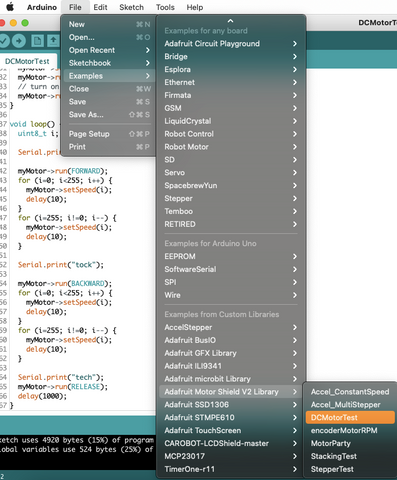 Arduino File Edit Sketch Tools Help
New ⌘N
Open... ⌘O
Open Recent
Sketchbook
Examples
Close ⌘W
Save ⌘S
Save As... ⇧⌘S
Page Setup ⇧⌘P
Print ⌘P
Examples for any board
Adafruit Circuit Playground
Bridge
Esplora
Ethernet
Firmata
GSM
LiquidCrystal
Robot Control
Robot Motor
SD
Servo
SpacebrewYun
Stepper
Temboo
RETIRED
Examples for Arduino Uno
EEPROM
SoftwareSerial
SPI
Wire
Examples from Custom Libraries
AccelStepper
Adafruit BusIO
Adafruit GFX Library
Adafruit ILI9341
Adafruit microbit Library
Adafruit Motor Shield V2 Library
Adafruit SSD1306
Adafruit STMPE610
Adafruit TouchScreen
CAROBOT-LCDShield-master
MCP23017
TimerOne-r11
Accel_ConstantSpeed
Accel_MultiStepper
DCMotorTest
encoderMotorRPM
MotorParty
StackingTest
StepperTest
DCMotorTest
myMotor->
// turn on
myMotor->r
}
void loop()
uint8_t i;
Serial.print
myMotor->run(FORWARD);
for (i=0; i<255; i++) {
myMotor->setSpeed(i);
delay(10);
}
for (i=255; i!=0; i--) {
myMotor->setSpeed(i);
delay(10);
}
Serial.print("tock");
myMotor->run(BACKWARD);
for (i=0; i<255; i++) {
myMotor->setSpeed(i);
delay(10);
}
for (i=255; i!=0; i--) {
myMotor->setSpeed(i);
delay(10);
}
Serial.print("tech");
myMotor->run(RELEASE);
delay(1000);
}
ketch uses 4920 bytes (15%) of program
lobal variables use 524 bytes (25%) of
2